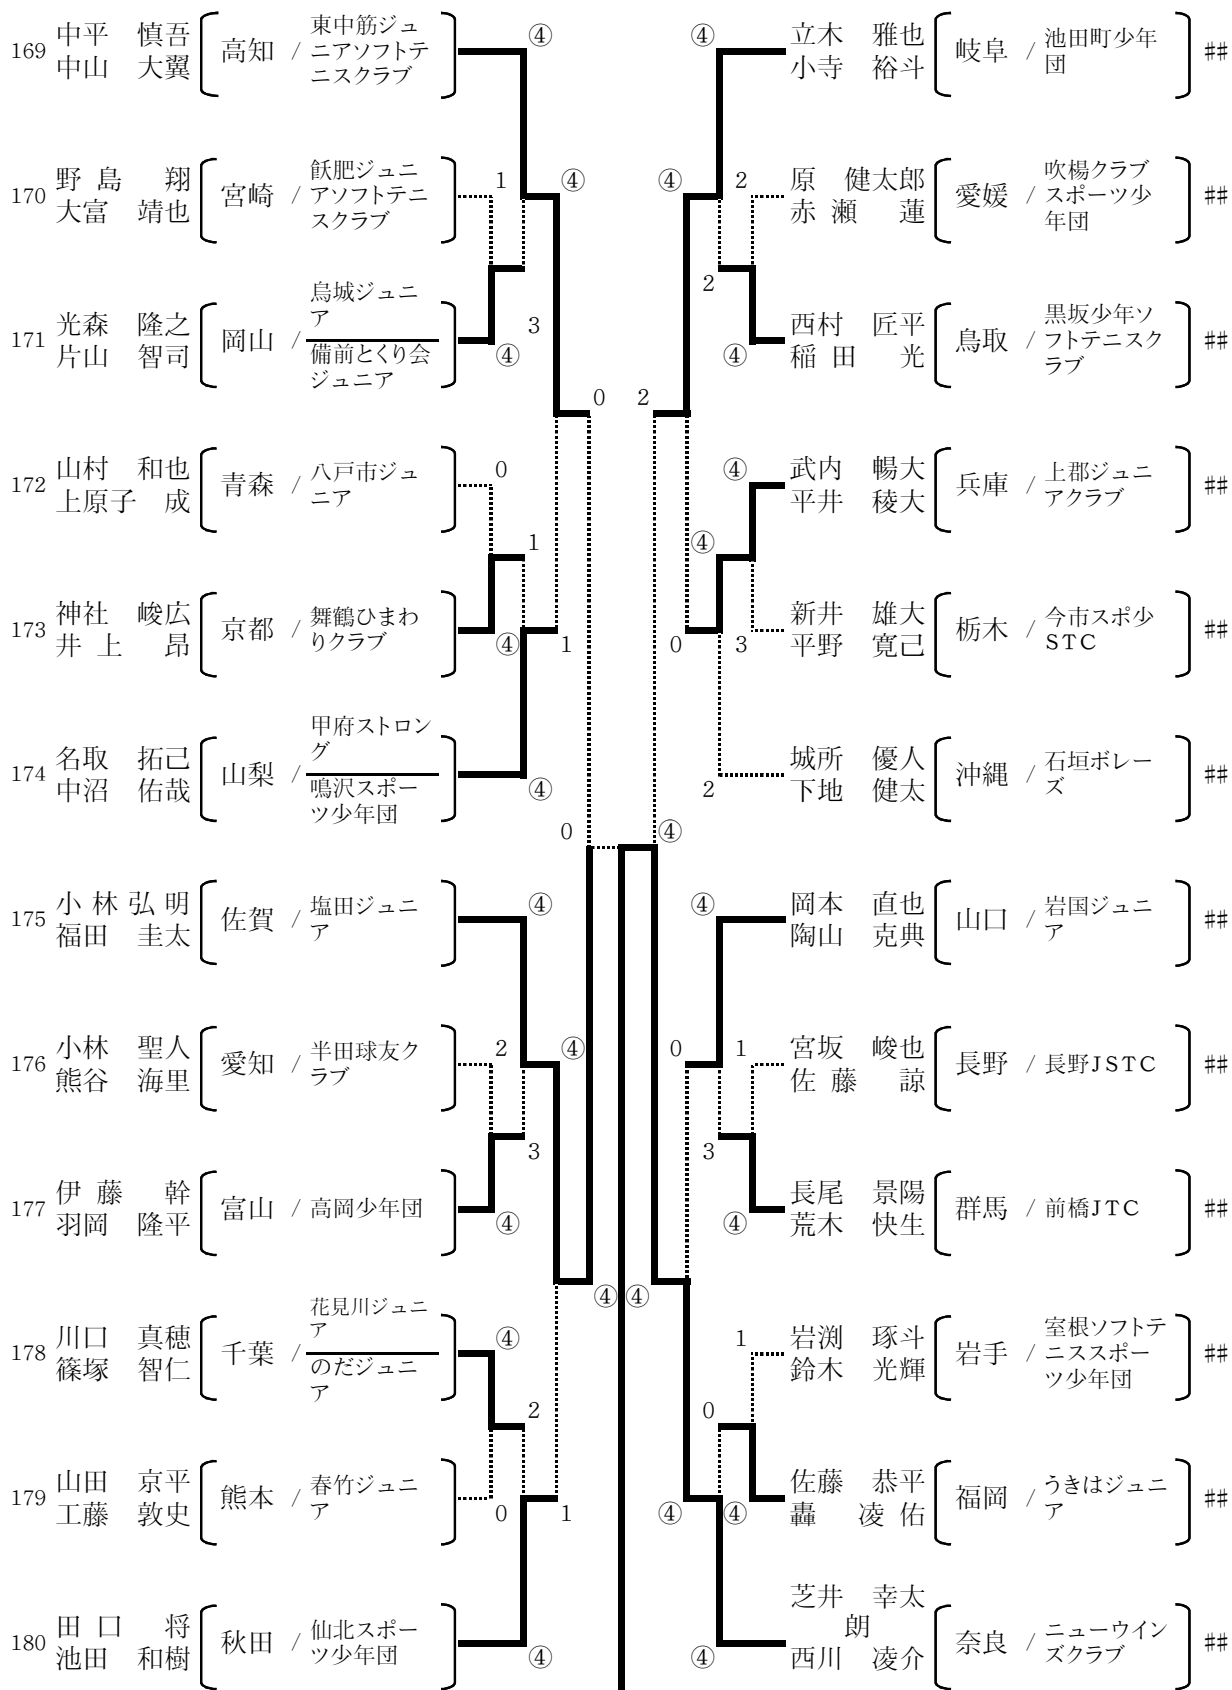 169 中平 慎吾
中山 大翼
高知 /
東中筋ジュ
ニアソフトテ
ニスクラブ
④
170 野島 翔
大富 靖也
宮崎 /
飫肥ジュニ
アソフトテニ
スクラブ
1
④
171 光森 隆之
片山 智司
岡山 /
烏城ジュニ
ア
備前とくり会
ジュニア
3
④
0
172 山村 和也
上原子 成
青森 /
八戸市ジュ
ニア
0
1
173 神社 峻広
井上 昂
京都 /
舞鶴ひまわ
りクラブ
④
1
174 名取 拓己
中沼 佑哉
山梨 /
甲府ストロン
グ
鳴沢スポー
ツ少年団
④
0
175 小林 弘明
福田 圭太
佐賀 /
塩田ジュニ
ア
④
176 小林 聖人
熊谷 海里
愛知 /
半田球友ク
ラブ
2
④
3
177 伊藤 幹
羽岡 隆平
富山 / 高岡少年団
④
④
178 川口 真穂
篠塚 智仁
千葉 /
花見川ジュニ
ア
のだジュニ
ア
④
2
179 山田 京平
工藤 敦史
熊本 /
春竹ジュニ
ア
0
1
180 田口 将
池田 和樹
秋田 /
仙北スポー
ツ少年団
④
④
立木 雅也
小寺 裕斗
岐阜 /
池田町少年
団
##
④
2
原 健太郎
赤瀬 蓮
愛媛 /
吹楊クラブ
スポーツ少
年団
##
2
④
西村 匠平
稲田 光
鳥取 /
黒坂少年ソ
フトテニスク
ラブ
##
2
④
武内 暢大
平井 稜大
兵庫 /
上郡ジュニ
アクラブ
##
④
0
3
新井 雄大
平野 寛己
栃木 /
今市スポ少
STC
##
2
城所 優人
下地 健太
沖縄 /
石垣ボレー
ズ
##
④
④
岡本 直也
陶山 克典
山口 /
岩国ジュニ
ア
##
0
1
宮坂 峻也
佐藤 諒
長野 / 長野JSTC
##
3
④
長尾 景陽
荒木 快生
群馬 / 前橋JTC
##
④
1
岩渕 琢斗
鈴木 光輝
岩手 /
室根ソフトテ
ニススポー
ツ少年団
##
0
④
④
佐藤 恭平
轟 凌佑
福岡 /
うきはジュニ
ア
##
④
芝井 幸太
朗
西川 凌介
奈良 /
ニューウイン
ズクラブ
##